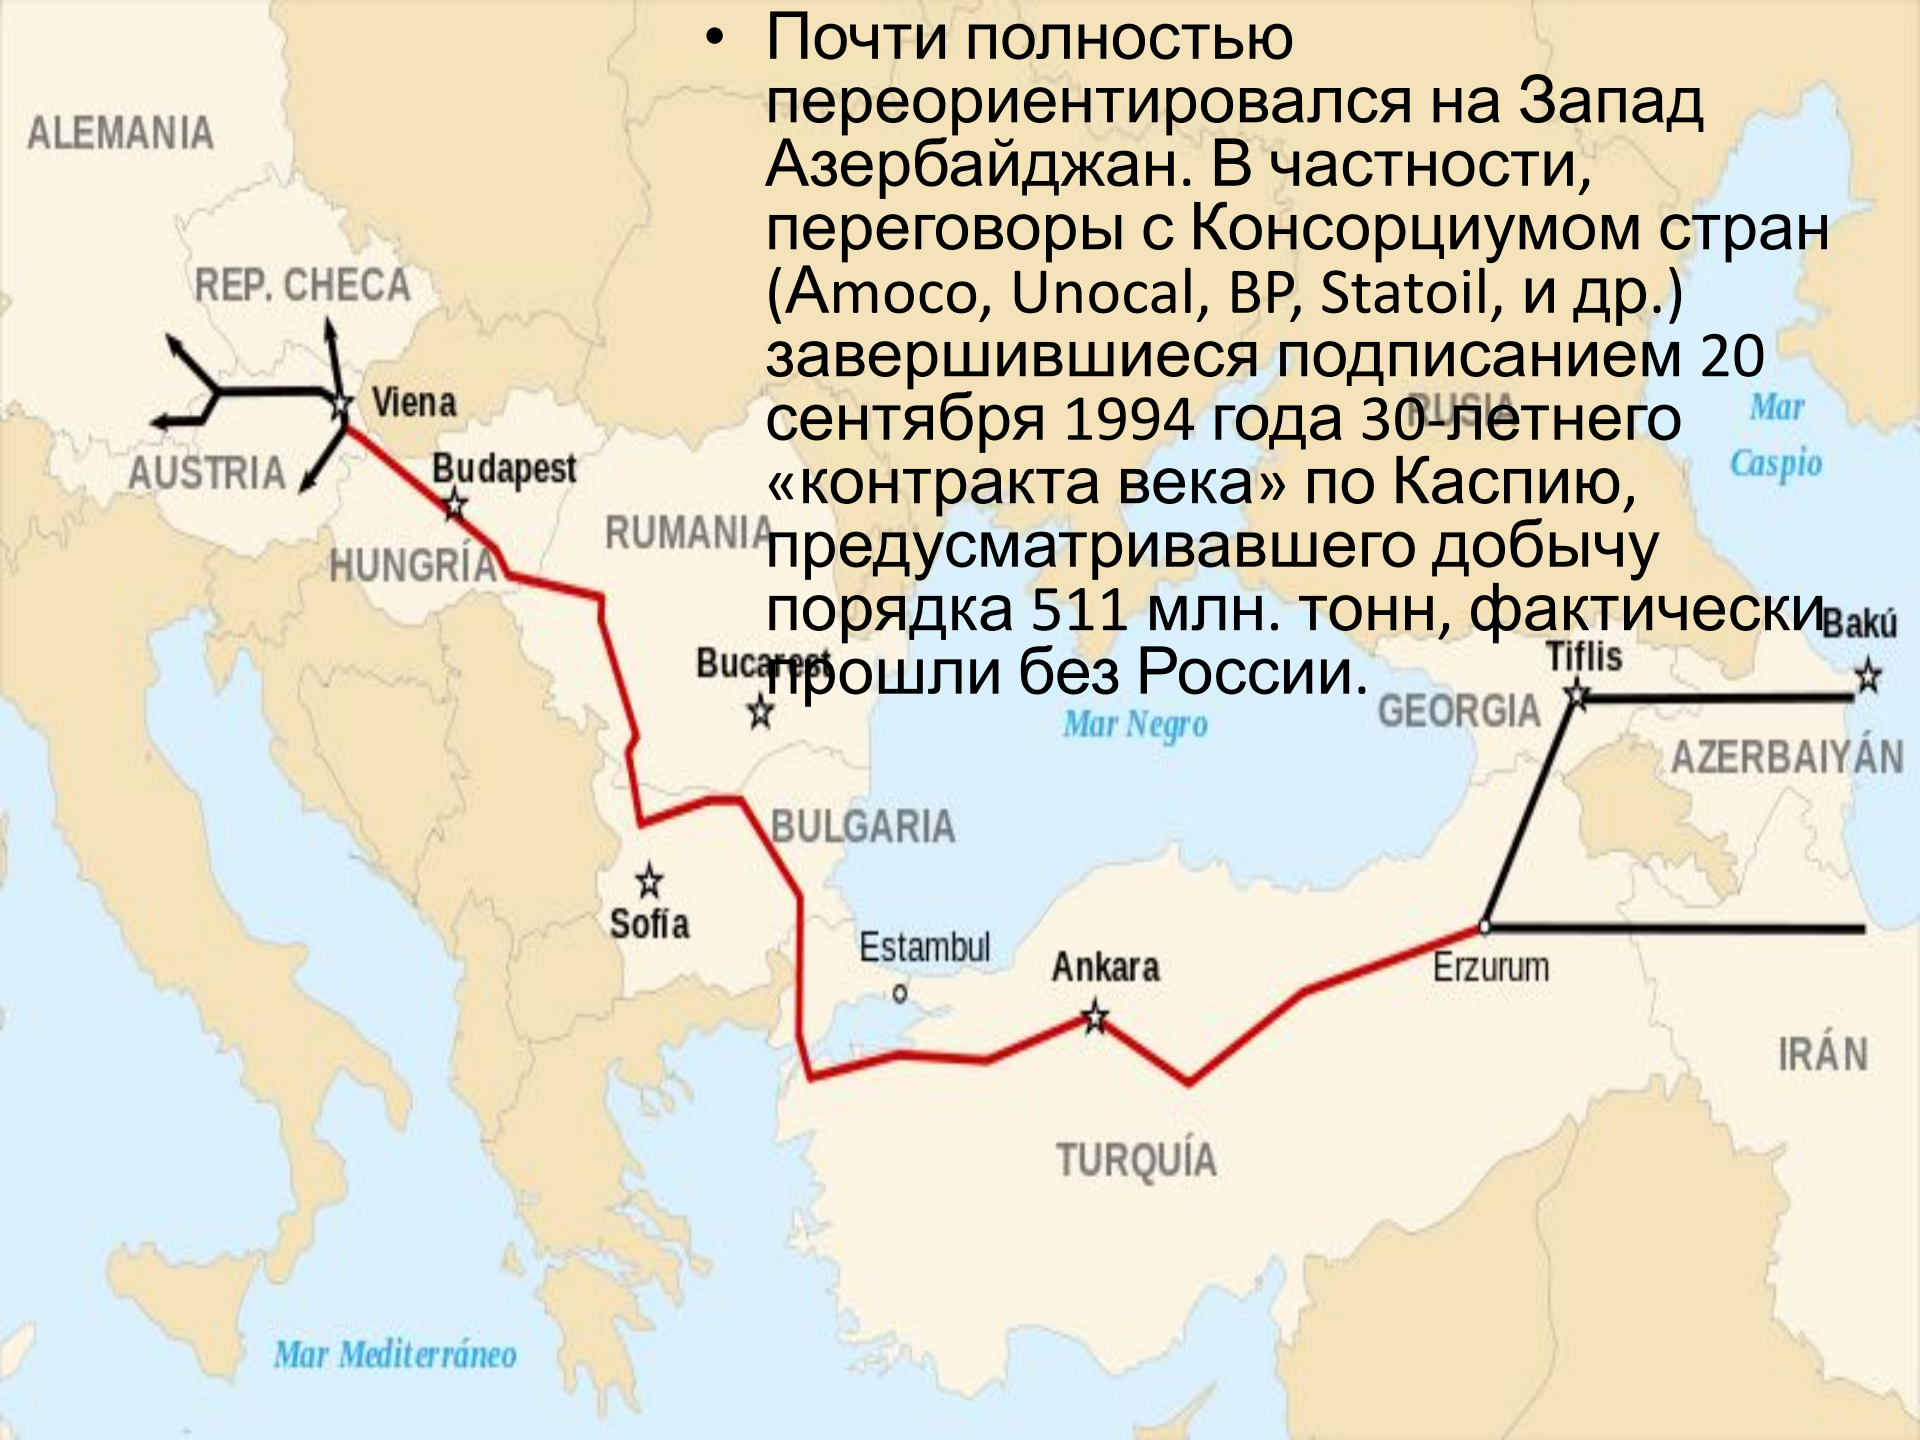 • Почти полностью
переориентировался на Запад
Азербайджан. В частности,
переговоры с Консорциумом стран
(Amoco, Unocal, BP, Statoil, и др.)
завершившиеся подписанием 20
сентября 1994 года 30-летнего
«контракта века» по Каспию,
предусматривавшего добычу
порядка 511 млн. тонн, фактически
прошли без России.
ALEMANIA
REP. CHECA
Viena
AUSTRIA
Budapest
HUNGRÍA
RUMANIA
RUSIA
Mar
Caspio
Bucarest
Bakú
Tiflis
GEORGIA
Mar Negro
AZERBAIYÁN
BULGARIA
Sofía
Estambul
Ankara
Erzurum
IRÁN
TURQUÍA
Mar Mediterráneo